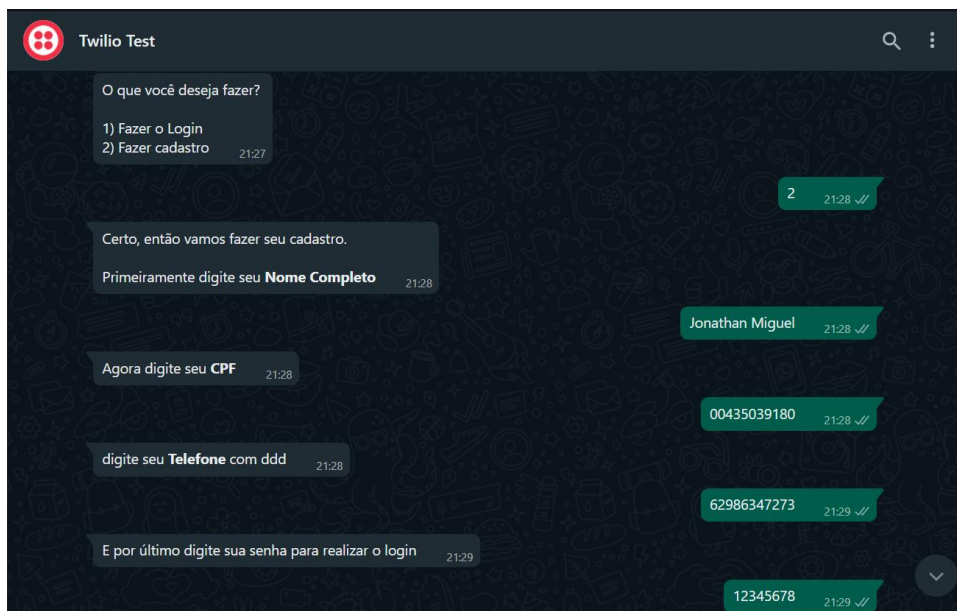 Twilio Test
O que você deseja fazer?
1) Fazer o Login
2) Fazer cadastro 21:27
2 21:28
Certo, então vamos fazer seu cadastro.
Primeiramente digite seu Nome Completo 21:28
Jonathan Miguel 21:28
Agora digite seu CPF 21:28
00435039180 21:28
digite seu Telefone com ddd 21:28
62986347273 21:29
E por último digite sua senha para realizar o login 21:29
12345678 21:29